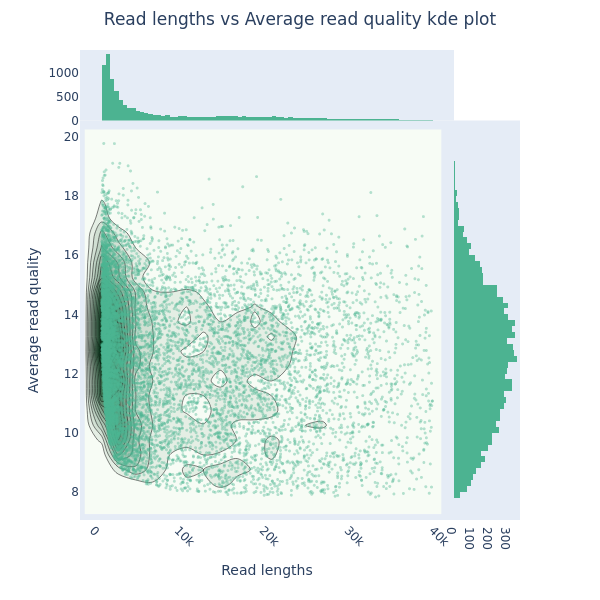 Read lengths vs Average read quality kde plot
1000
500
0
20
18
16
14
12
10
8
Average read quality
0
10k
20k
30k
40k
0
100
200
300
Read lengths